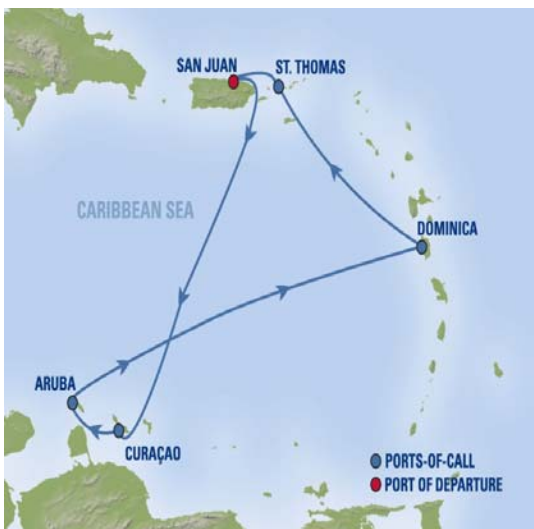 SAN JUAN
ST. THOMAS
CARIBBEAN SEA
DOMINICA
ARUBA
CURAÇAO
PORTS-OF-CALL
PORT OF DEPARTURE